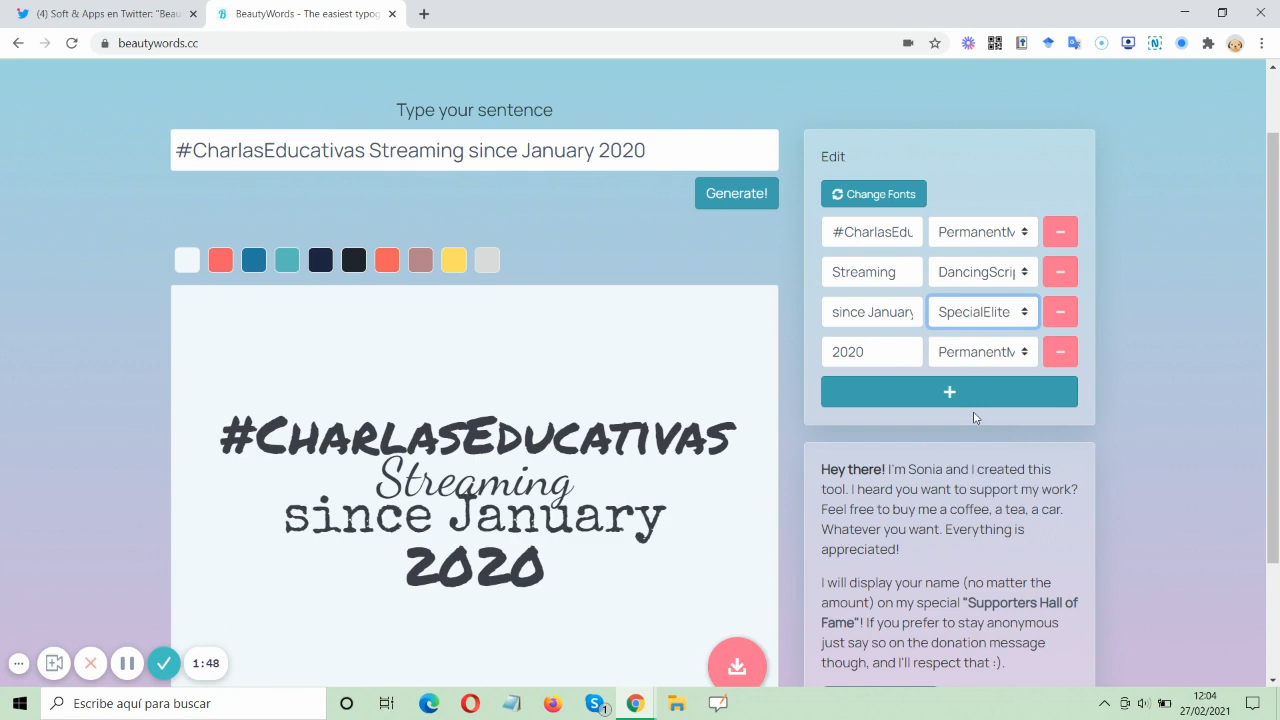 (4) Soft & Apps en Twitter: "Beau
BeautyWords - The easiest typog
beautywords.cc
Type your sentence
#CharlasEducativas Streaming since January 2020
Generate!
Edit
Change Fonts
#CharlasEdu
PermanentM
Streaming
DancingScrip
since January
SpecialElite
2020
PermanentM
+
#CHARLASEDUCATIVAS
Streaming
since January
2020
Hey there! I'm Sonia and I created this
tool. I heard you want to support my work?
Feel free to buy me a coffee, a tea, a car.
Whatever you want. Everything is
appreciated!
I will display your name (no matter the
amount) on my special "Supporters Hall of
Fame"! If you prefer to stay anonymous
just say so on the donation message
though, and I'll respect that :).
1:48
Escribe aquí para buscar
1
12:04
27/02/2021